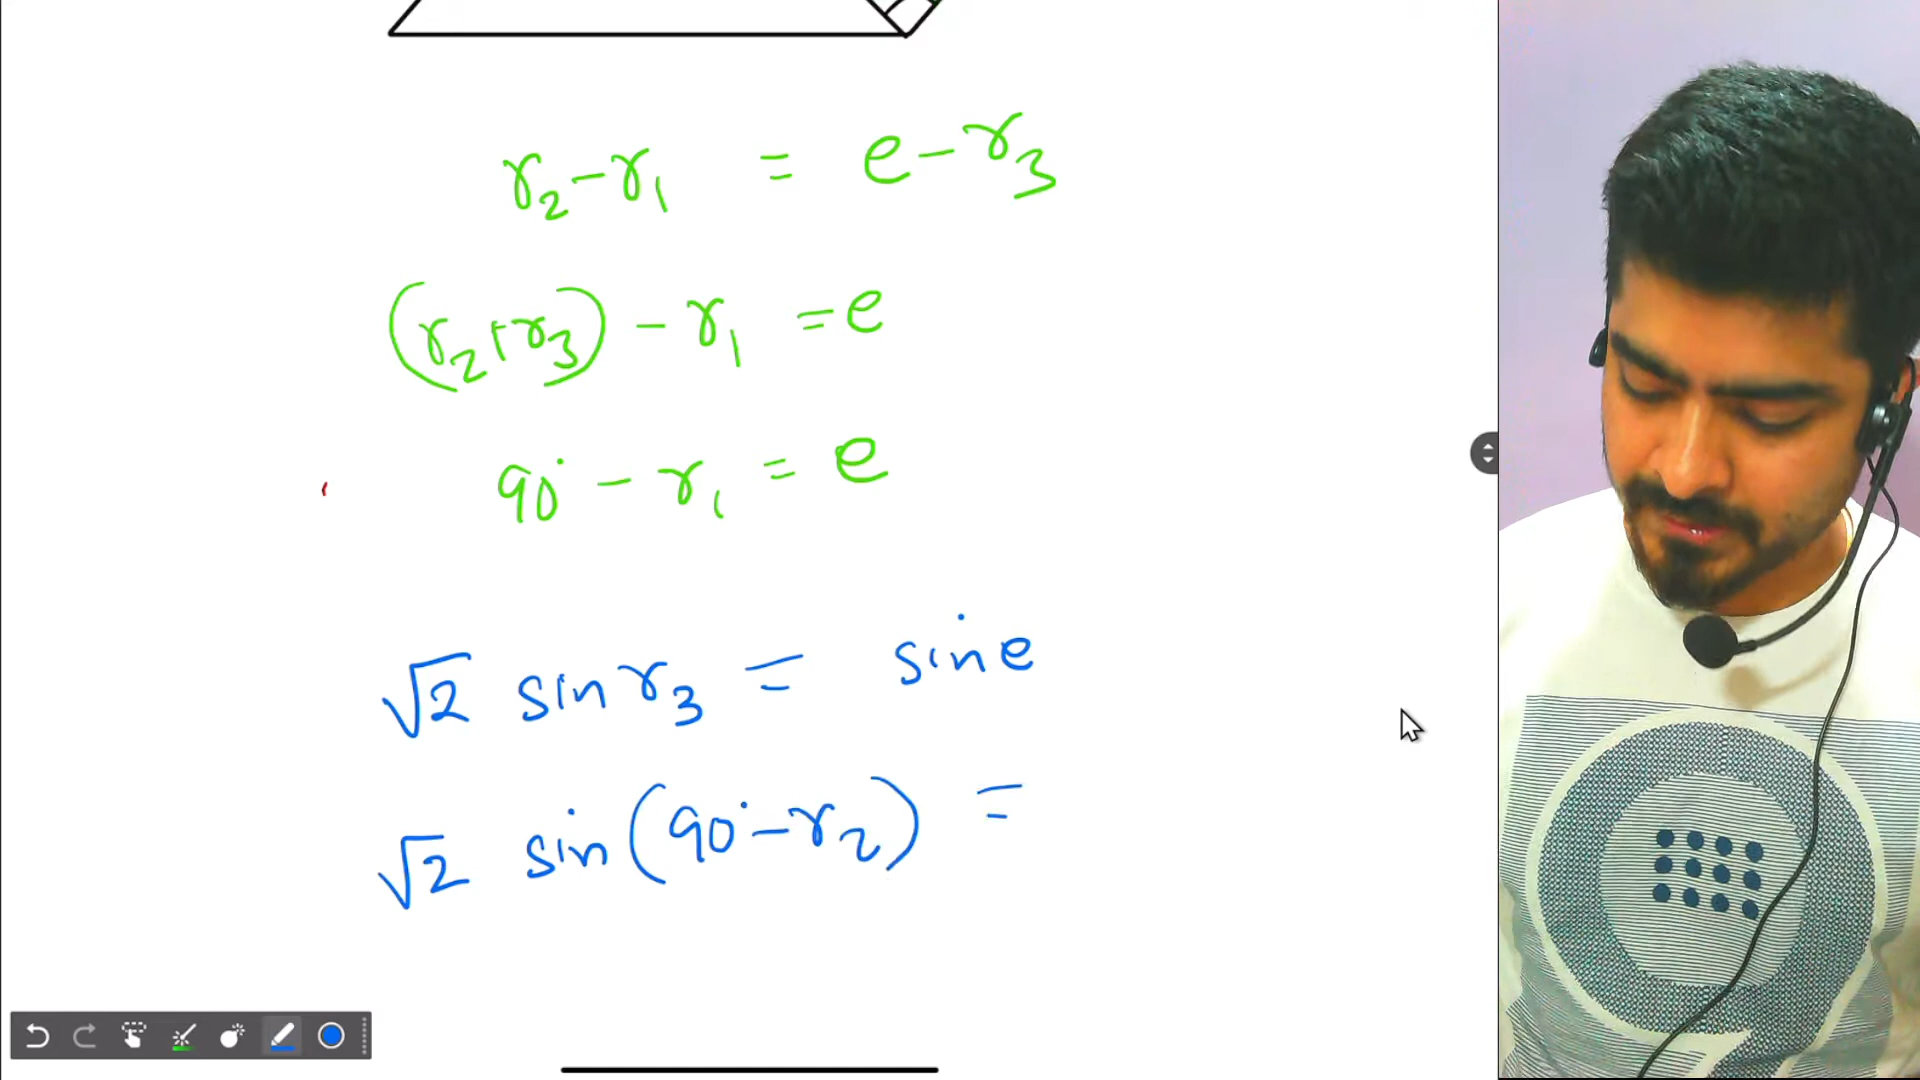 r₂ - r₁ = e - r₃
(r₂ + r₃) - r₁ = e
90° - r₁ = e
√2 sin r₃ = sin e
√2 sin(90° - r₂) =